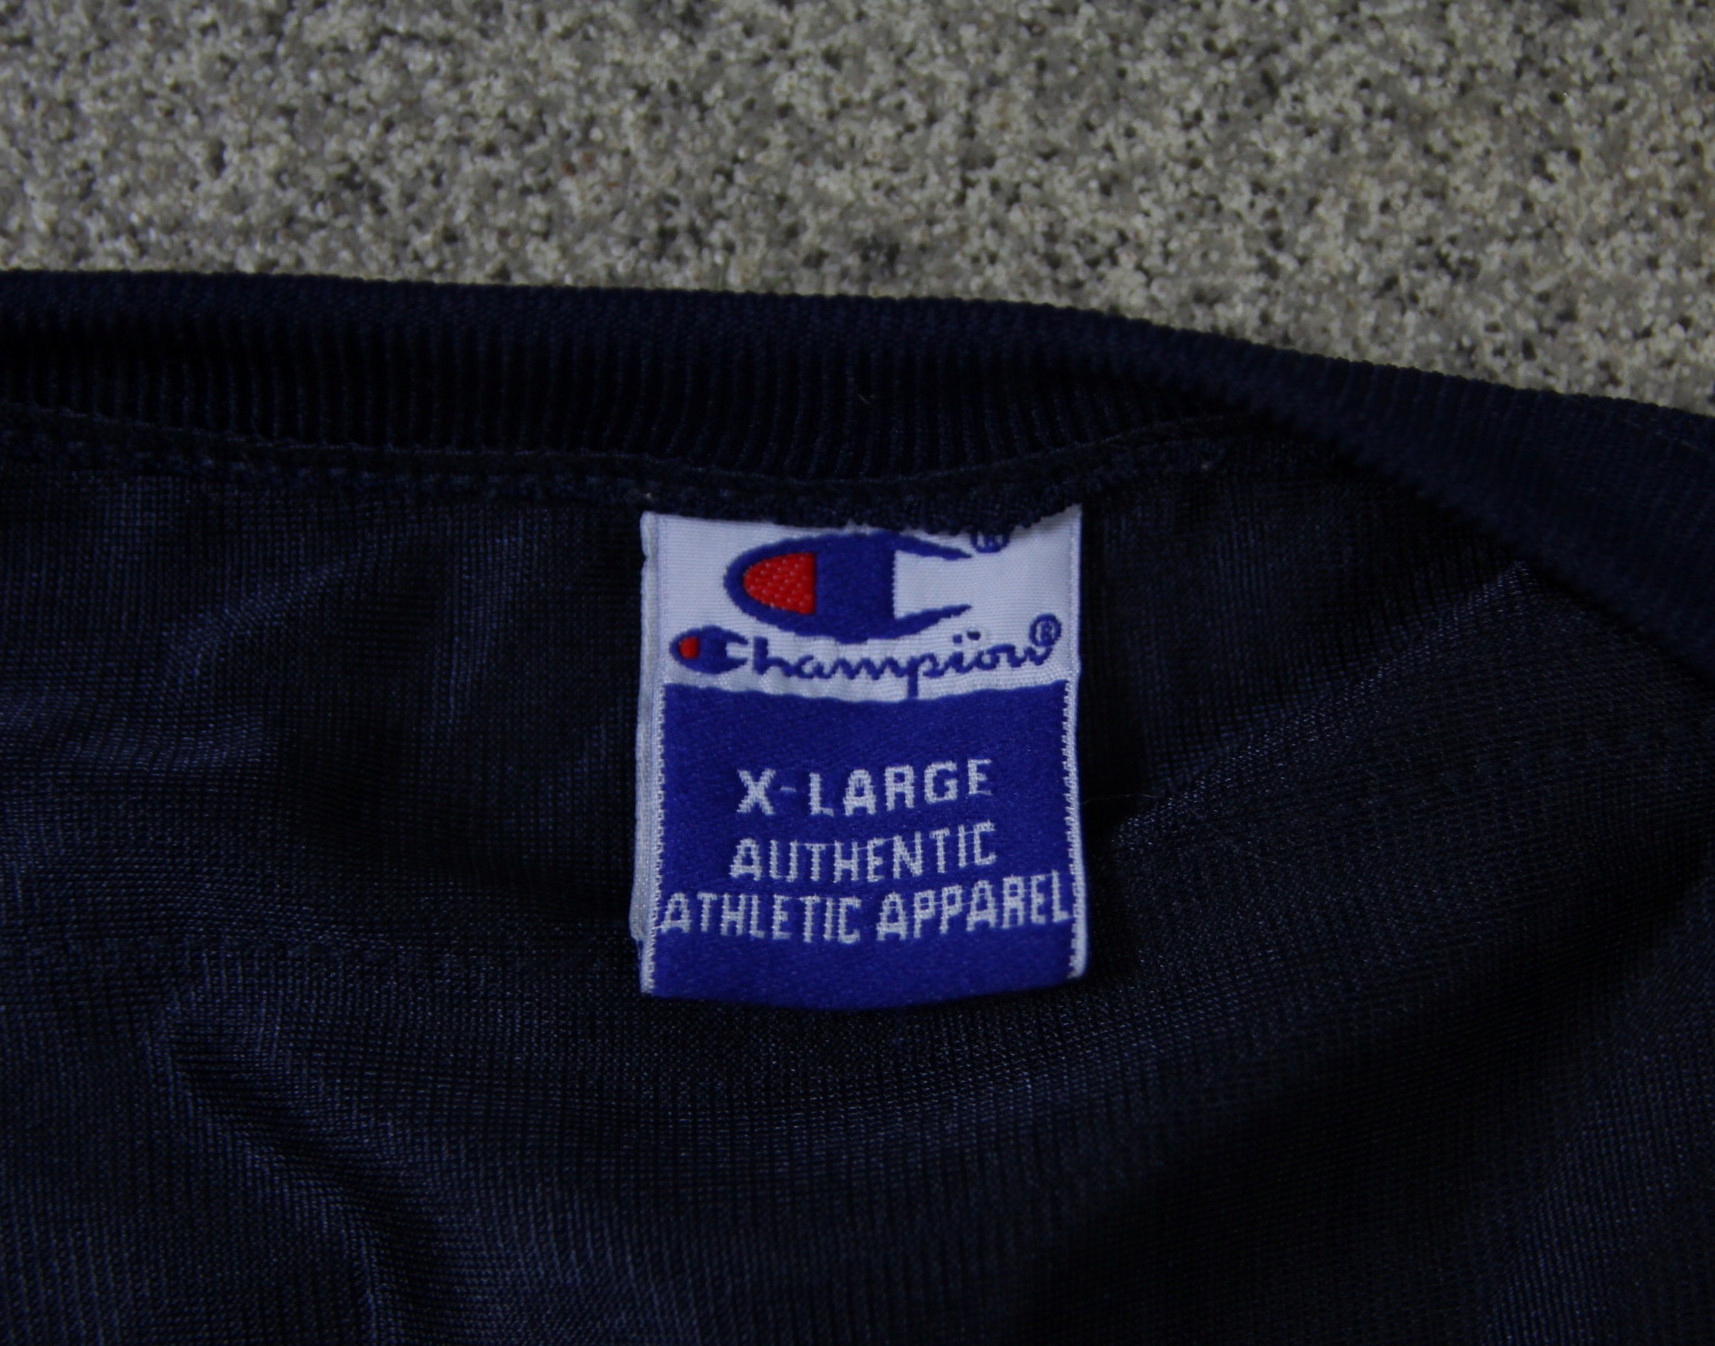 ®
Champion®
X-LARGE
AUTHENTIC
ATHLETIC APPAREL